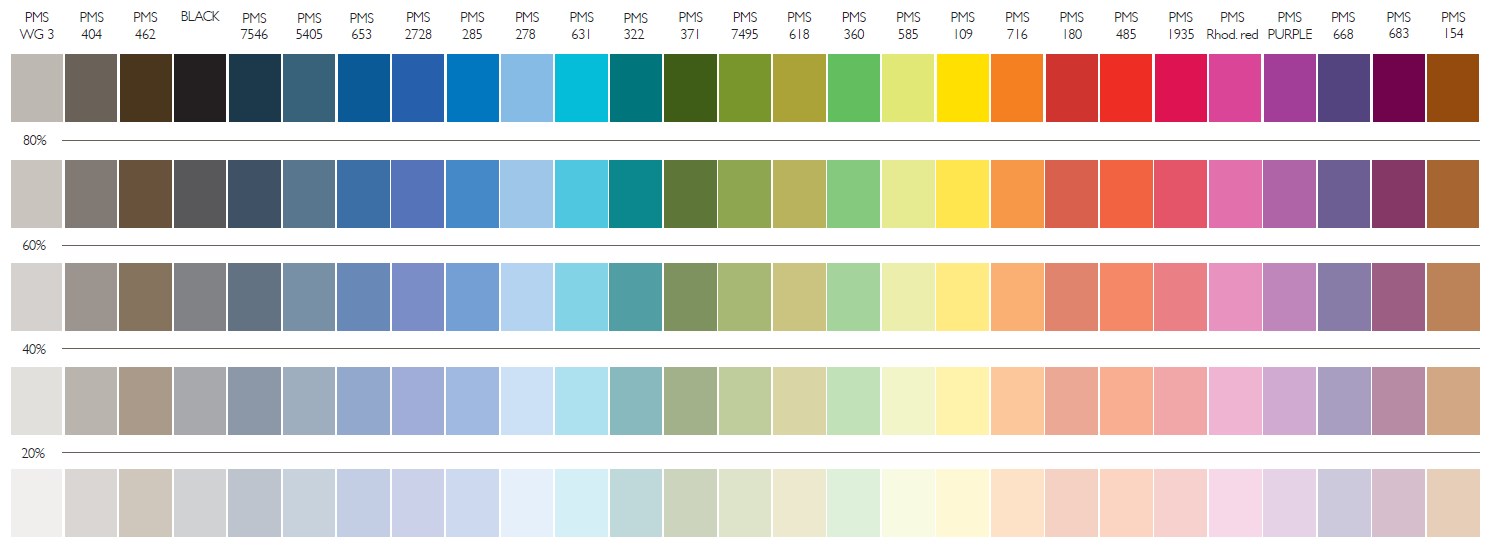 PMS PMS PMS BLACK PMS PMS PMS PMS PMS PMS PMS PMS PMS PMS PMS PMS PMS PMS PMS PMS PMS PMS PMS PMS PMS PMS PMS
WG 3 404 462 7546 5405 653 2728 285 278 631 322 371 7495 618 360 585 109 716 180 485 1935 Rhod. red PURPLE 668 683 154
80%
60%
40%
20%